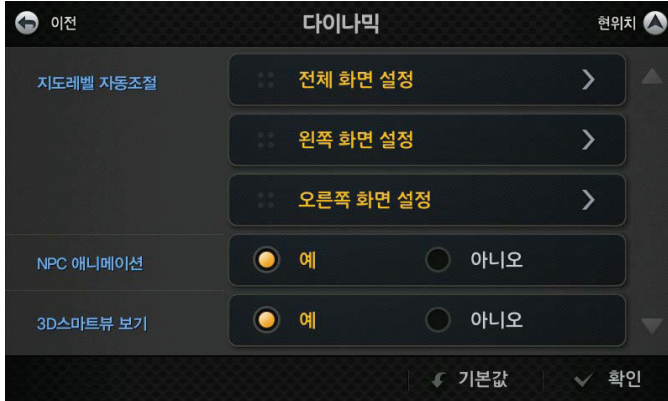 이전 다이나믹 현위치
지도레벨 자동조절 전체 화면 설정
왼쪽 화면 설정
오른쪽 화면 설정
NPC 애니메이션 예 아니오
3D스마트뷰 보기 예 아니오
기본값 확인